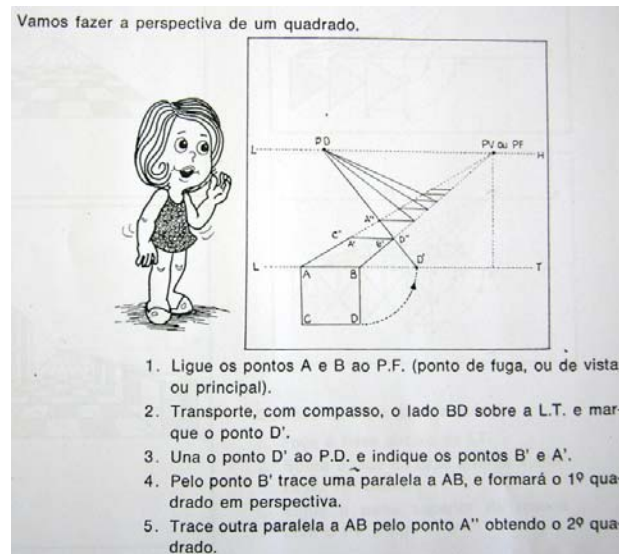 Vamos fazer a perspectiva de um quadrado.
PD
PV ou PF
L
H
A"
C"
A'
B'
D"
L
A
B
D'
T
C
D
1. Ligue os pontos A e B ao P.F. (ponto de fuga, ou de vista
ou principal).
2. Transporte, com compasso, o lado BD sobre a L.T. e mar-
que o ponto D'.
3. Una o ponto D' ao P.D. e indique os pontos B' e A'.
4. Pelo ponto B' trace uma paralela a AB, e formará o 1º qua-
drado em perspectiva.
5. Trace outra paralela a AB pelo ponto A" obtendo o 2º qua-
drado.